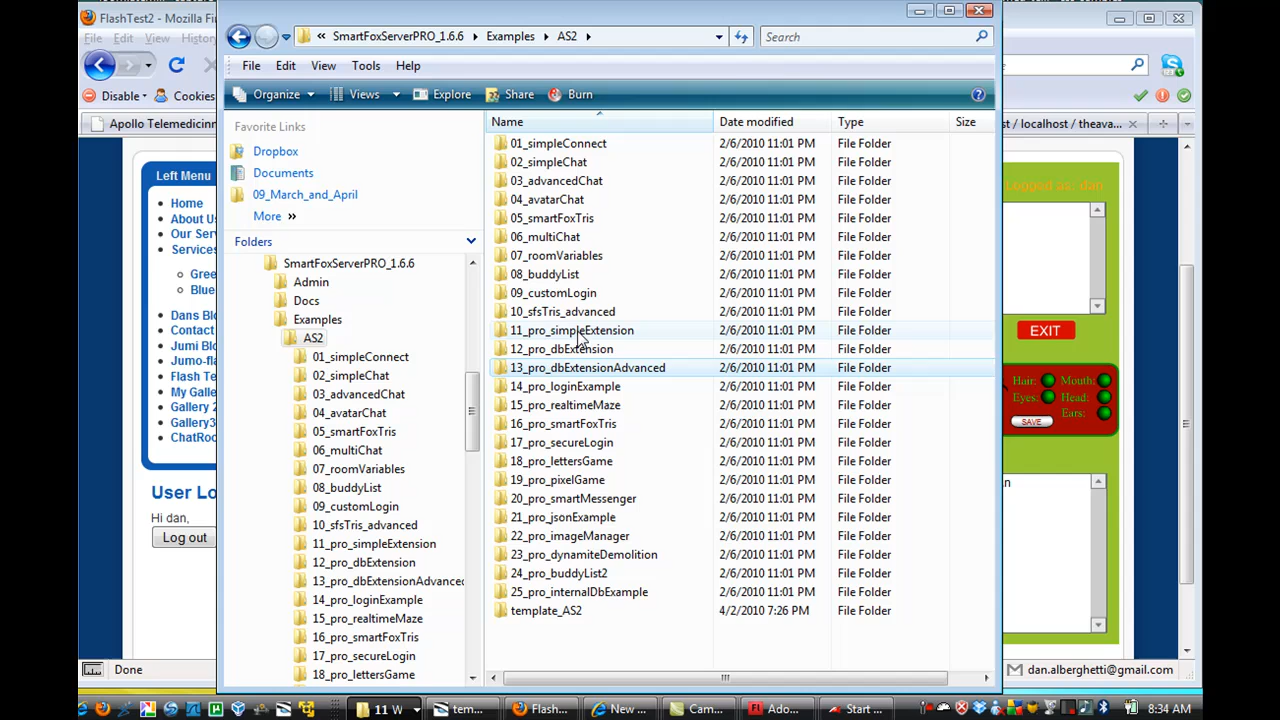 FlashTest2 - Mozilla Fi
File Edit View History
Disable
Cookies
Apollo Telemedicinn
st / localhost / theava
SmartFoxServerPRO_1.6.6 Examples AS2
Search
File Edit View Tools Help
Organize Views Explore Share Burn
Favorite Links
Dropbox
Documents
09_March_and_April
More »
Folders
SmartFoxServerPRO_1.6.6
Admin
Docs
Examples
AS2
01_simpleConnect
02_simpleChat
03_advancedChat
04_avatarChat
05_smartFoxTris
06_multiChat
07_roomVariables
08_buddyList
09_customLogin
10_sfsTris_advanced
11_pro_simpleExtension
12_pro_dbExtension
13_pro_dbExtensionAdvanced
14_pro_loginExample
15_pro_realtimeMaze
16_pro_smartFoxTris
17_pro_secureLogin
18_pro_lettersGame
Name Date modified Type Size
01_simpleConnect 2/6/2010 11:01 PM File Folder
02_simpleChat 2/6/2010 11:01 PM File Folder
03_advancedChat 2/6/2010 11:01 PM File Folder
04_avatarChat 2/6/2010 11:01 PM File Folder
05_smartFoxTris 2/6/2010 11:01 PM File Folder
06_multiChat 2/6/2010 11:01 PM File Folder
07_roomVariables 2/6/2010 11:01 PM File Folder
08_buddyList 2/6/2010 11:01 PM File Folder
09_customLogin 2/6/2010 11:01 PM File Folder
10_sfsTris_advanced 2/6/2010 11:01 PM File Folder
11_pro_simpleExtension 2/6/2010 11:01 PM File Folder
12_pro_dbExtension 2/6/2010 11:01 PM File Folder
13_pro_dbExtensionAdvanced 2/6/2010 11:01 PM File Folder
14_pro_loginExample 2/6/2010 11:01 PM File Folder
15_pro_realtimeMaze 2/6/2010 11:01 PM File Folder
16_pro_smartFoxTris 2/6/2010 11:01 PM File Folder
17_pro_secureLogin 2/6/2010 11:01 PM File Folder
18_pro_lettersGame 2/6/2010 11:01 PM File Folder
19_pro_pixelGame 2/6/2010 11:01 PM File Folder
20_pro_smartMessenger 2/6/2010 11:01 PM File Folder
21_pro_jsonExample 2/6/2010 11:01 PM File Folder
22_pro_imageManager 2/6/2010 11:01 PM File Folder
23_pro_dynamiteDemolition 2/6/2010 11:01 PM File Folder
24_pro_buddyList2 2/6/2010 11:01 PM File Folder
25_pro_internalDbExample 2/6/2010 11:01 PM File Folder
template_AS2 4/2/2010 7:26 PM File Folder
Left Menu
Home
About Us
Our Serv
Services
Gree
Blue
Dans Bl
Contact
Jumi Blo
Jumo-fla
Flash Te
My Galle
Gallery 2
Gallery3
ChatRoo
User Lo
Hi dan,
Log out
Logged as: dan
EXIT
Hair: Mouth:
Eyes: Head:
Ears:
SAVE
n
Done
dan.alberghetti@gmail.com
11 W
tem...
Flash...
New ...
Cam...
Ado...
Start ...
8:34 AM